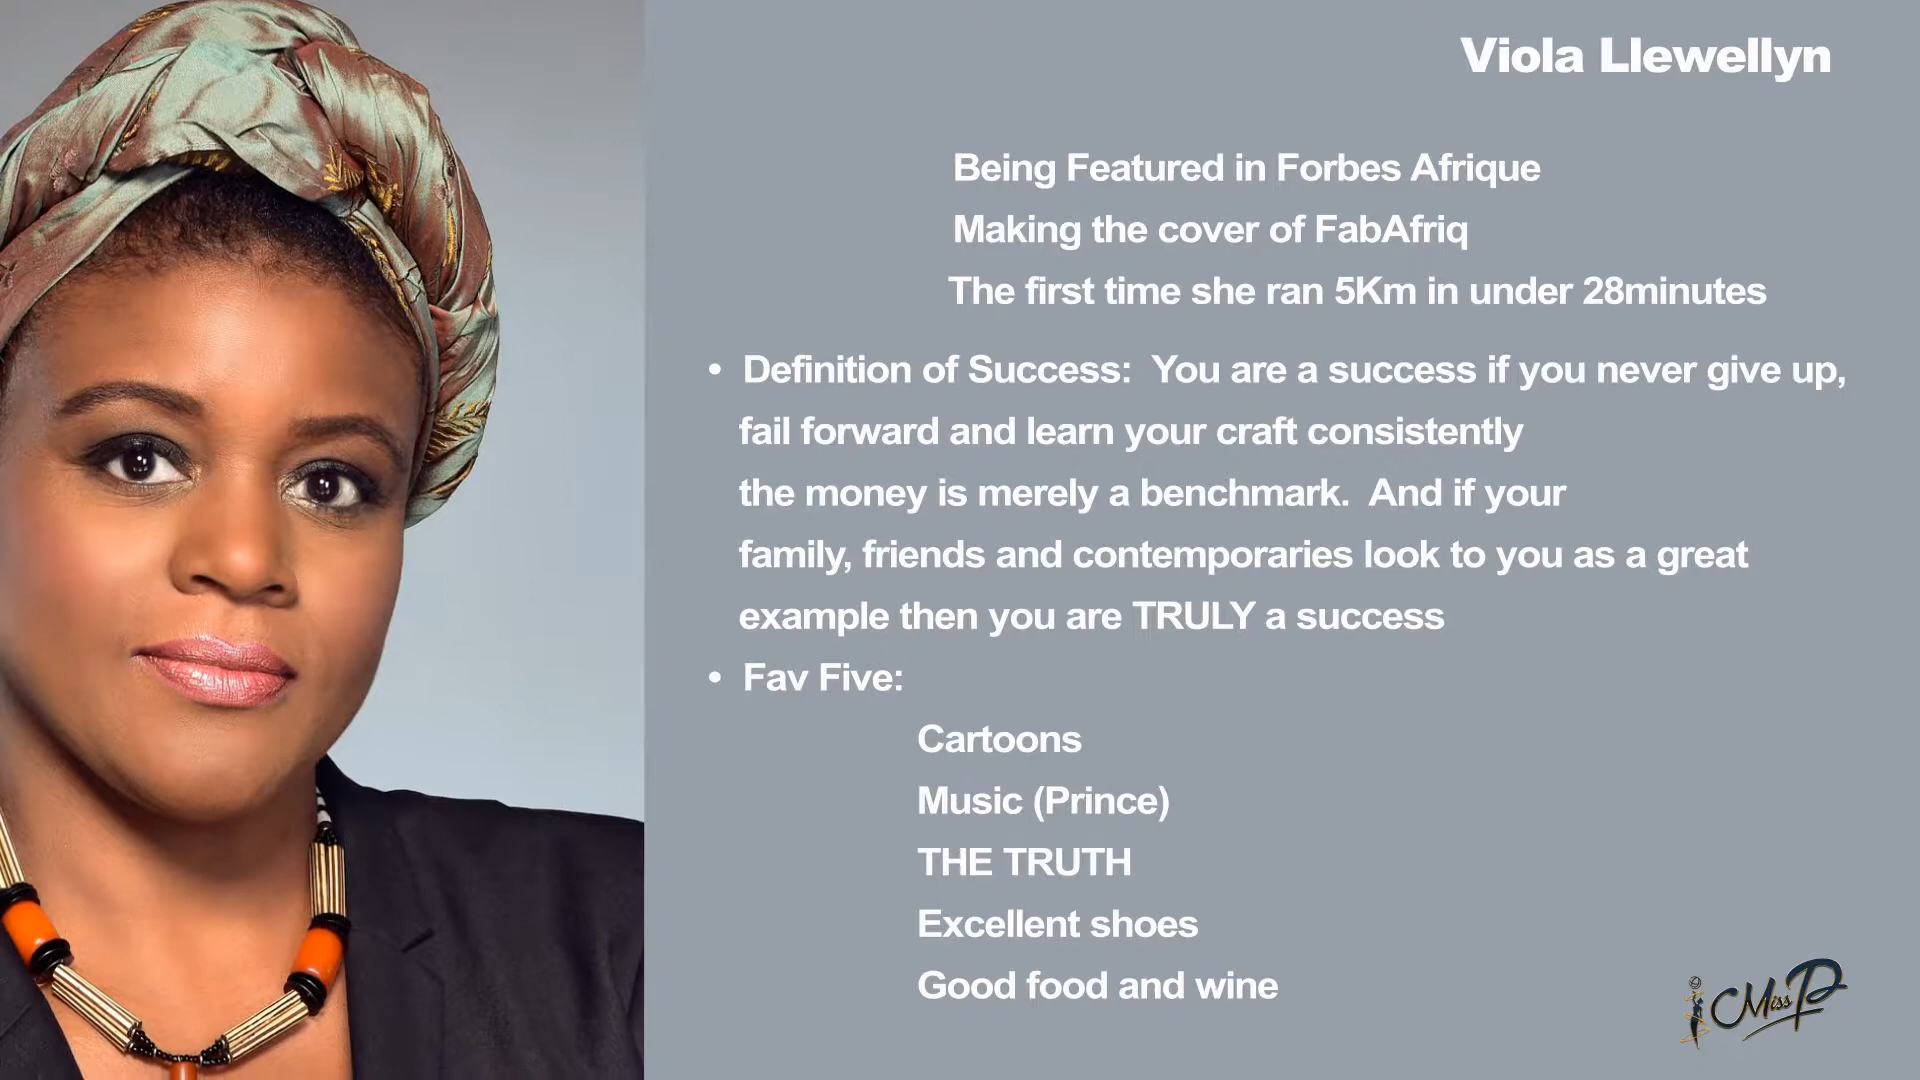 Viola Llewellyn
Being Featured in Forbes Afrique
Making the cover of FabAfriq
The first time she ran 5Km in under 28minutes
• Definition of Success:  You are a success if you never give up,
fail forward and learn your craft consistently
the money is merely a benchmark.  And if your
family, friends and contemporaries look to you as a great
example then you are TRULY a success
• Fav Five:
Cartoons
Music (Prince)
THE TRUTH
Excellent shoes
Good food and wine
Miss P